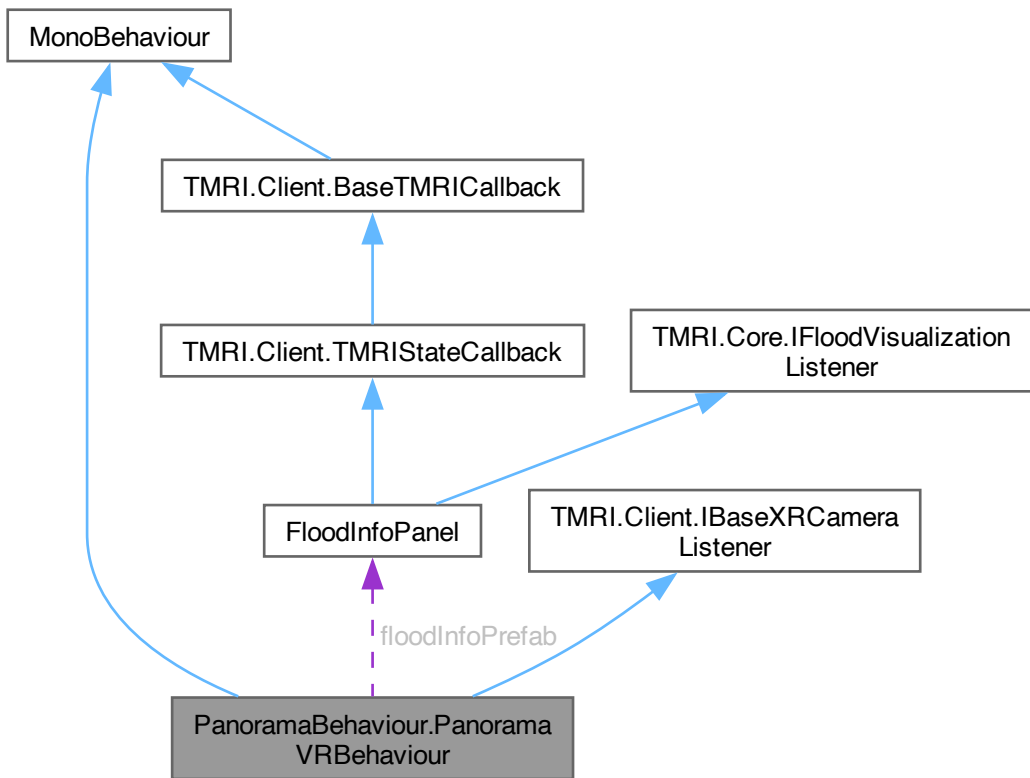 MonoBehaviour
TMRI.Client.BaseTMRICallback
TMRI.Client.TMRIStateCallback
TMRI.Core.IFloodVisualization
Listener
FloodInfoPanel
TMRI.Client.IBaseXRCamera
Listener
floodInfoPrefab
PanoramaBehaviour.Panorama
VRBehaviour